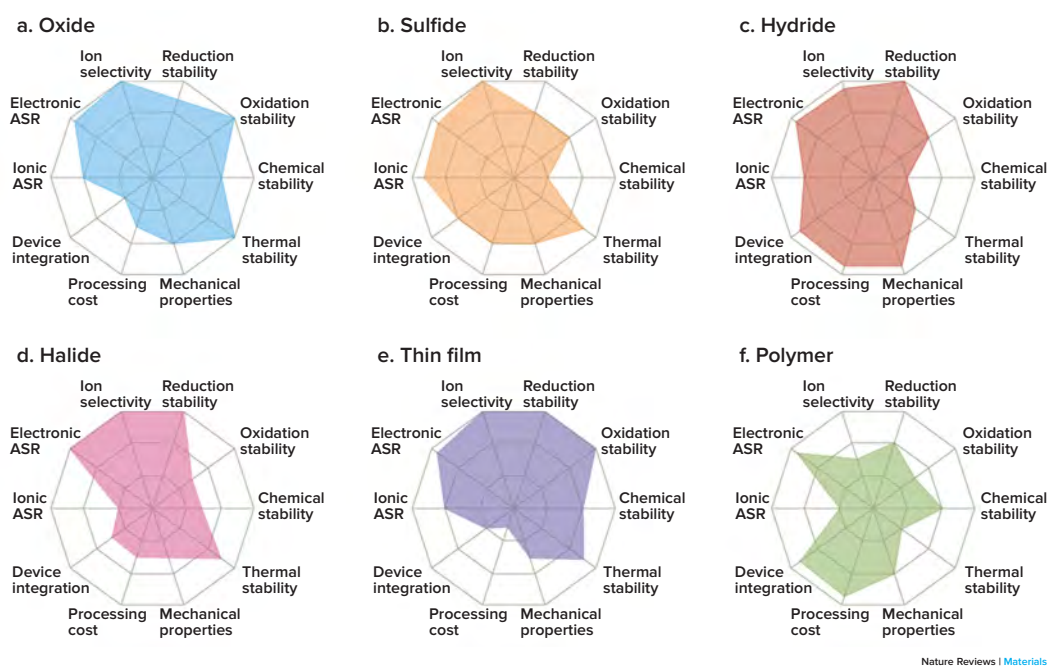 a. Oxide
Ion
selectivity
Reduction
stability
Electronic
ASR
Oxidation
stability
Ionic
ASR
Chemical
stability
Device
integration
Thermal
stability
Processing
cost
Mechanical
properties
b. Sulfide
Ion
selectivity
Reduction
stability
Electronic
ASR
Oxidation
stability
Ionic
ASR
Chemical
stability
Device
integration
Thermal
stability
Processing
cost
Mechanical
properties
c. Hydride
Ion
selectivity
Reduction
stability
Electronic
ASR
Oxidation
stability
Ionic
ASR
Chemical
stability
Device
integration
Thermal
stability
Processing
cost
Mechanical
properties
d. Halide
Ion
selectivity
Reduction
stability
Electronic
ASR
Oxidation
stability
Ionic
ASR
Chemical
stability
Device
integration
Thermal
stability
Processing
cost
Mechanical
properties
e. Thin film
Ion
selectivity
Reduction
stability
Electronic
ASR
Oxidation
stability
Ionic
ASR
Chemical
stability
Device
integration
Thermal
stability
Processing
cost
Mechanical
properties
f. Polymer
Ion
selectivity
Reduction
stability
Electronic
ASR
Oxidation
stability
Ionic
ASR
Chemical
stability
Device
integration
Thermal
stability
Processing
cost
Mechanical
properties
Nature Reviews | Materials